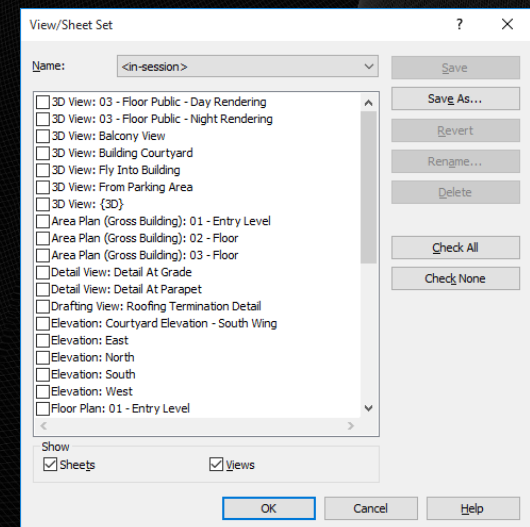 View/Sheet Set
Name: <in-session>
Save
Save As...
Revert
Rename...
Delete
Check All
Check None
3D View: 03 - Floor Public - Day Rendering
3D View: 03 - Floor Public - Night Rendering
3D View: Balcony View
3D View: Building Courtyard
3D View: Fly Into Building
3D View: From Parking Area
3D View: {3D}
Area Plan (Gross Building): 01 - Entry Level
Area Plan (Gross Building): 02 - Floor
Area Plan (Gross Building): 03 - Floor
Detail View: Detail At Grade
Detail View: Detail At Parapet
Drafting View: Roofing Termination Detail
Elevation: Courtyard Elevation - South Wing
Elevation: East
Elevation: North
Elevation: South
Elevation: West
Floor Plan: 01 - Entry Level
Show
Sheets Views
OK Cancel Help